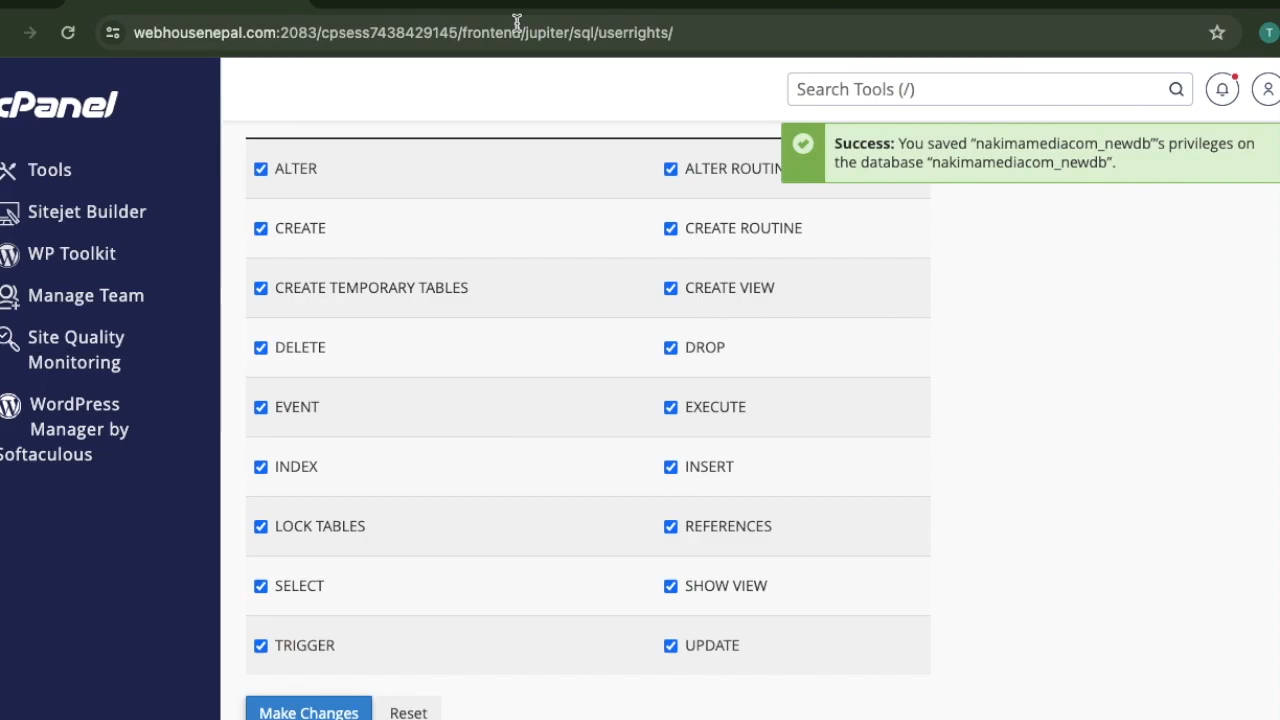 webhousenepal.com:2083/cpsess7438429145/frontend/jupiter/sql/userrights/
T
cPanel
Search Tools (/)
Success: You saved “nakimamediacom_newdb”'s privileges on
the database “nakimamediacom_newdb”.
Tools
Sitejet Builder
WP Toolkit
Manage Team
Site Quality
Monitoring
WordPress
Manager by
Softaculous
ALTER
ALTER ROUTIN
CREATE
CREATE ROUTINE
CREATE TEMPORARY TABLES
CREATE VIEW
DELETE
DROP
EVENT
EXECUTE
INDEX
INSERT
LOCK TABLES
REFERENCES
SELECT
SHOW VIEW
TRIGGER
UPDATE
Make Changes
Reset